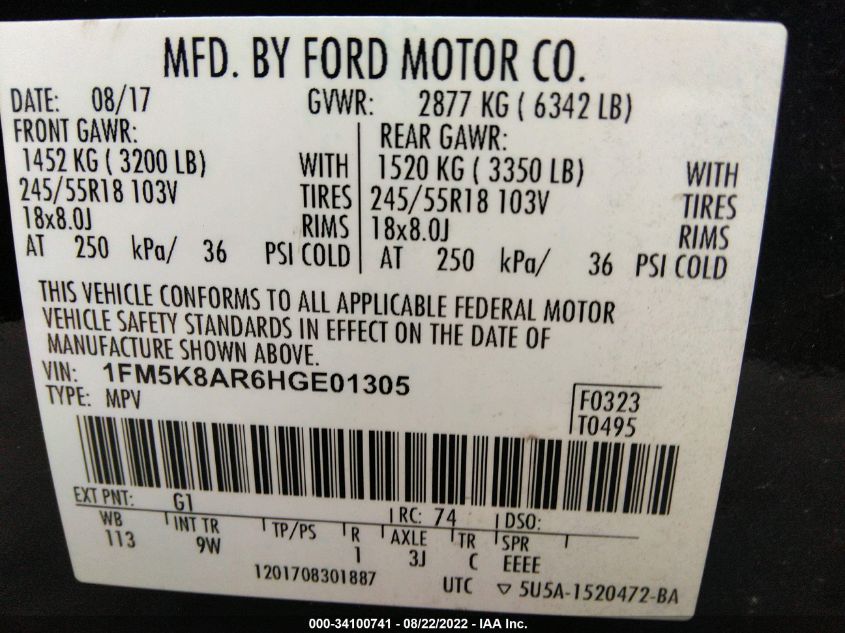 MFD. BY FORD MOTOR CO.
DATE: 08/17 GVWR: 2877 KG ( 6342 LB)
FRONT GAWR: REAR GAWR:
1452 KG ( 3200 LB) WITH 1520 KG ( 3350 LB) WITH
245/55R18 103V TIRES 245/55R18 103V TIRES
18x8.0J RIMS 18x8.0J RIMS
AT 250 kPa/ 36 PSI COLD AT 250 kPa/ 36 PSI COLD
THIS VEHICLE CONFORMS TO ALL APPLICABLE FEDERAL MOTOR
VEHICLE SAFETY STANDARDS IN EFFECT ON THE DATE OF
MANUFACTURE SHOWN ABOVE.
VIN: 1FM5K8AR6HGE01305
TYPE: MPV
F0323
T0495
EXT PNT: G1 RC: 74 DSO:
WB INT TR TP/PS R AXLE TR SPR
113 9W 1 3J C EEEE
1201708301887 UTC ▽ 5U5A-1520472-BA
000-34100741 - 08/22/2022 - IAA Inc.